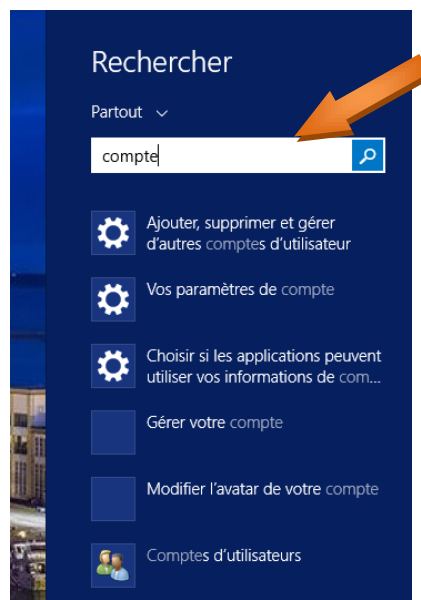 Rechercher
Partout
compte
Ajouter, supprimer et gérer
d'autres comptes d'utilisateur
Vos paramètres de compte
Choisir si les applications peuvent
utiliser vos informations de com...
Gérer votre compte
Modifier l'avatar de votre compte
Comptes d'utilisateurs